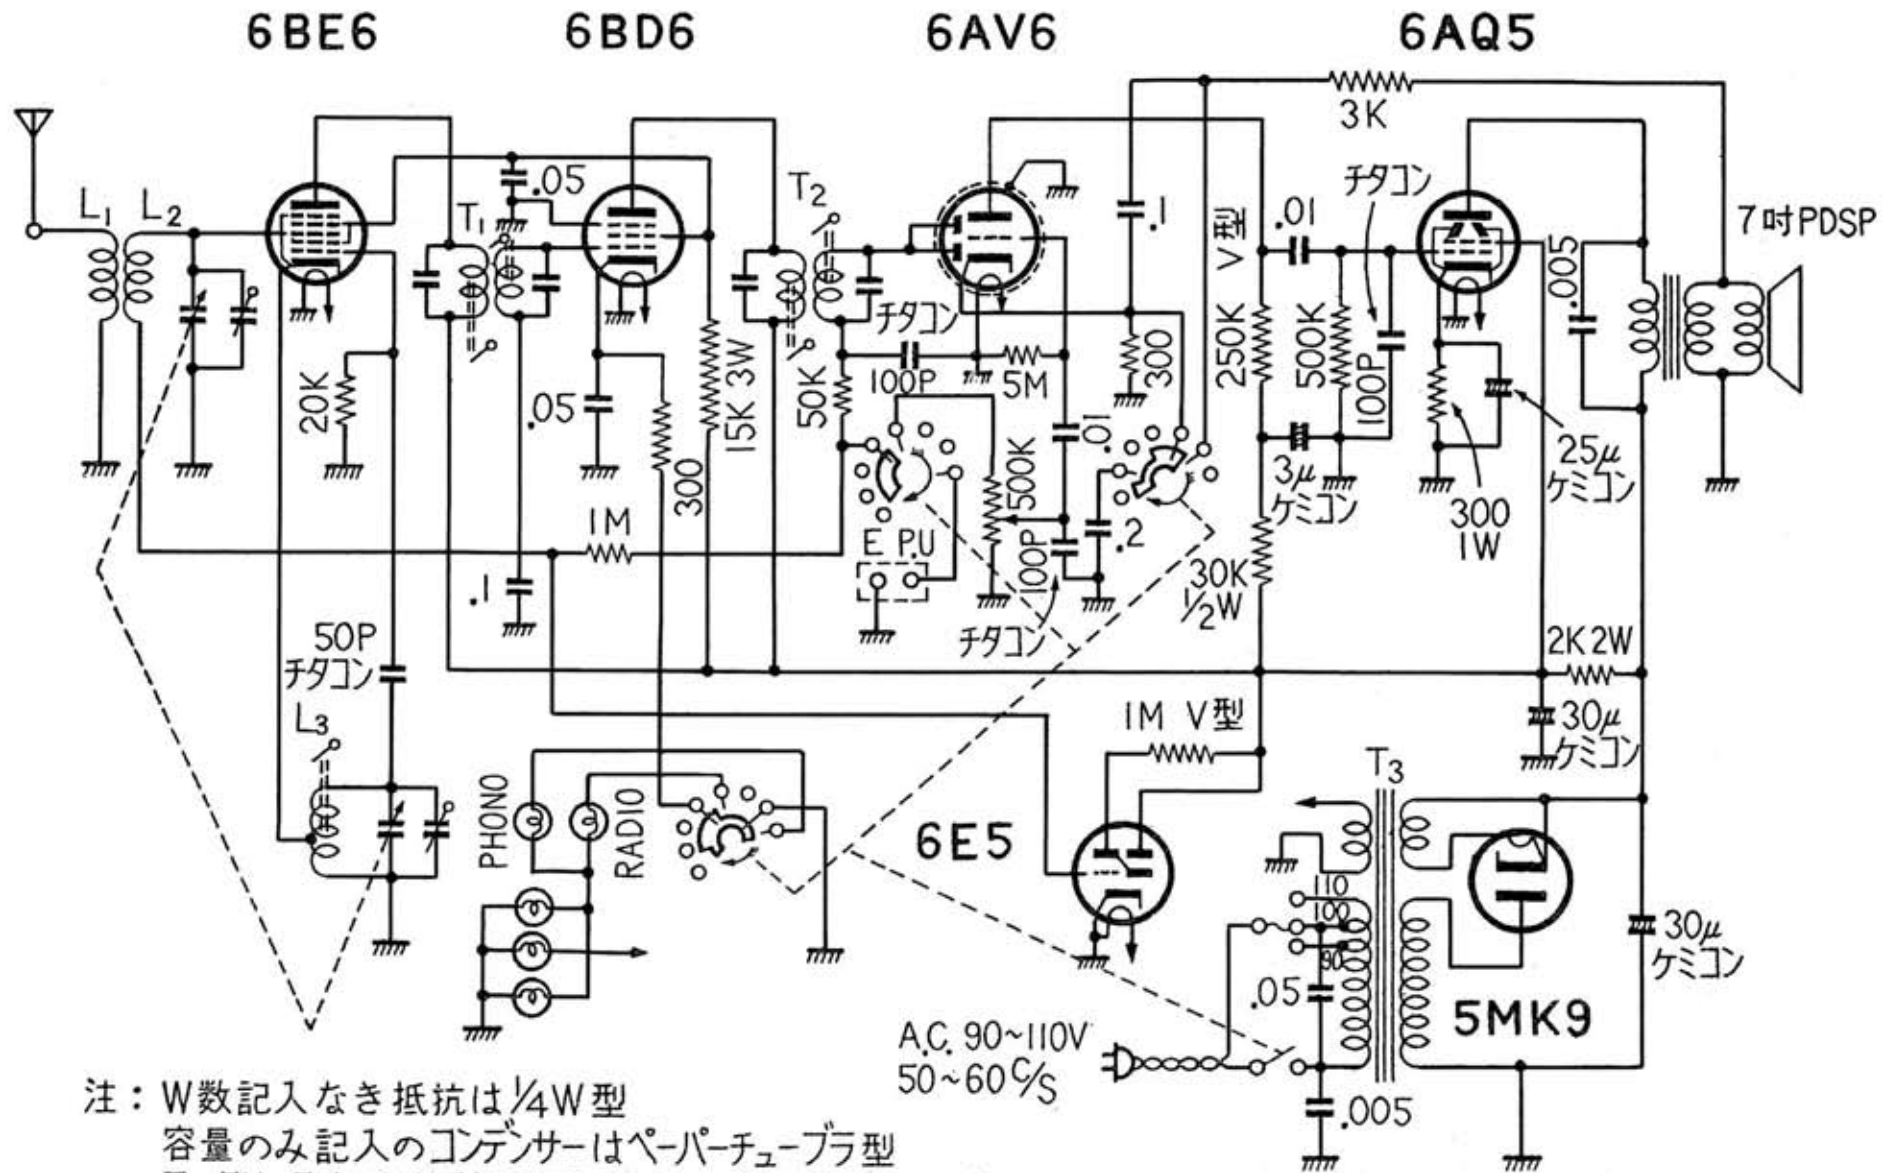 6BE6
6BD6
6AV6
6AQ5
3K
L1
L2
T1
.05
T2
.1
V型
.01
チタコン
7吋PDSP
.005
20K
.05
300
15K 3W
50K
チタコン
100P
5M
300
250K
500K
100P
25μ
ケミコン
300
1W
3μ
ケミコン
.01
500K
1M
.1
E P.U
100P
.2
チタコン
30K
1/2W
50P
チタコン
L3
2K 2W
30μ
ケミコン
1M V型
PHONO
RADIO
6E5
T3
110
100
90
.05
5MK9
30μ
ケミコン
A.C. 90~110V
50~60 C/S
.005
注：W数記入なき抵抗は1/4W型
容量のみ記入のコンデンサーはペーパーチューブラ型